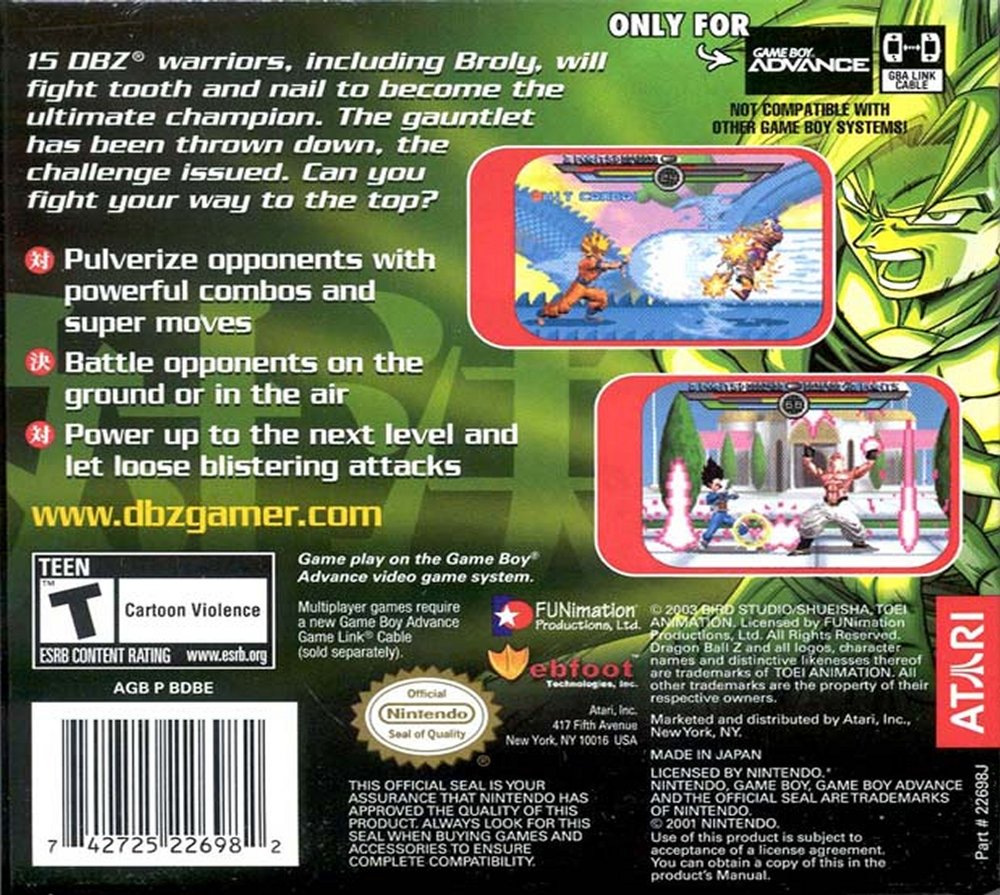 ONLY FOR
GAME BOY
ADVANCE
GBA LINK
CABLE
NOT COMPATIBLE WITH
OTHER GAME BOY SYSTEMS!
15 DBZ® warriors, including Broly, will
fight tooth and nail to become the
ultimate champion. The gauntlet
has been thrown down, the
challenge issued. Can you
fight your way to the top?
対 Pulverize opponents with
powerful combos and
super moves
決 Battle opponents on the
ground or in the air
対 Power up to the next level and
let loose blistering attacks
www.dbzgamer.com
TEEN
T
™
Cartoon Violence
ESRB CONTENT RATING www.esrb.org
AGB P BDBE
7 42725 22698 2
Game play on the Game Boy®
Advance video game system.
Multiplayer games require
a new Game Boy Advance
Game Link® Cable
(sold separately).
Official
Nintendo
Seal of Quality
®
FUNimation
Productions, Ltd.
Webfoot™
Technologies, Inc.
Atari, Inc.
417 Fifth Avenue
New York, NY 10016 USA
THIS OFFICIAL SEAL IS YOUR
ASSURANCE THAT NINTENDO HAS
APPROVED THE QUALITY OF THIS
PRODUCT. ALWAYS LOOK FOR THIS
SEAL WHEN BUYING GAMES AND
ACCESSORIES TO ENSURE
COMPLETE COMPATIBILITY.
© 2003 BIRD STUDIO/SHUEISHA, TOEI
ANIMATION. Licensed by FUNimation
Productions, Ltd. All Rights Reserved.
Dragon Ball Z and all logos, character
names and distinctive likenesses thereof
are trademarks of TOEI ANIMATION. All
other trademarks are the property of their
respective owners.
Marketed and distributed by Atari, Inc.,
New York, NY.
MADE IN JAPAN
LICENSED BY NINTENDO.
NINTENDO, GAME BOY, GAME BOY ADVANCE
AND THE OFFICIAL SEAL ARE TRADEMARKS
OF NINTENDO.
© 2001 NINTENDO.
Use of this product is subject to
acceptance of a license agreement.
You can obtain a copy of this in the
product's Manual.
ATARI
Part # 22698J